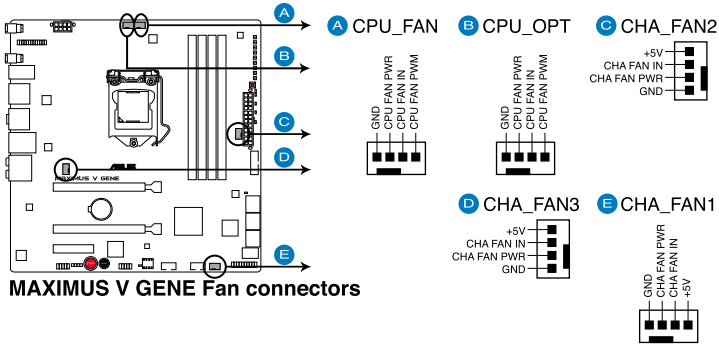 A
B
C
D
E
MAXIMUS V GENE
MAXIMUS V GENE Fan connectors
A CPU_FAN
GND
CPU FAN PWR
CPU FAN IN
CPU FAN PWM
B CPU_OPT
GND
CPU FAN PWR
CPU FAN IN
CPU FAN PWM
C CHA_FAN2
+5V
CHA FAN IN
CHA FAN PWR
GND
D CHA_FAN3
+5V
CHA FAN IN
CHA FAN PWR
GND
E CHA_FAN1
GND
CHA FAN PWR
CHA FAN IN
+5V